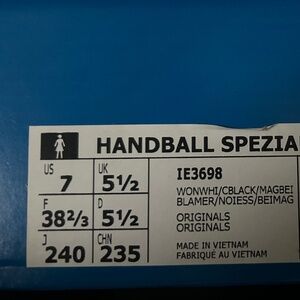 HANDBALL SPEZIA
US
7
UK
5½
F
38⅔
D
5½
J
240
CHN
235
IE3698
WONWHI/CBLACK/MAGBEI
BLAMER/NOIESS/BEIMAG
ORIGINALS
ORIGINALS
MADE IN VIETNAM
FABRIQUÉ AU VIETNAM